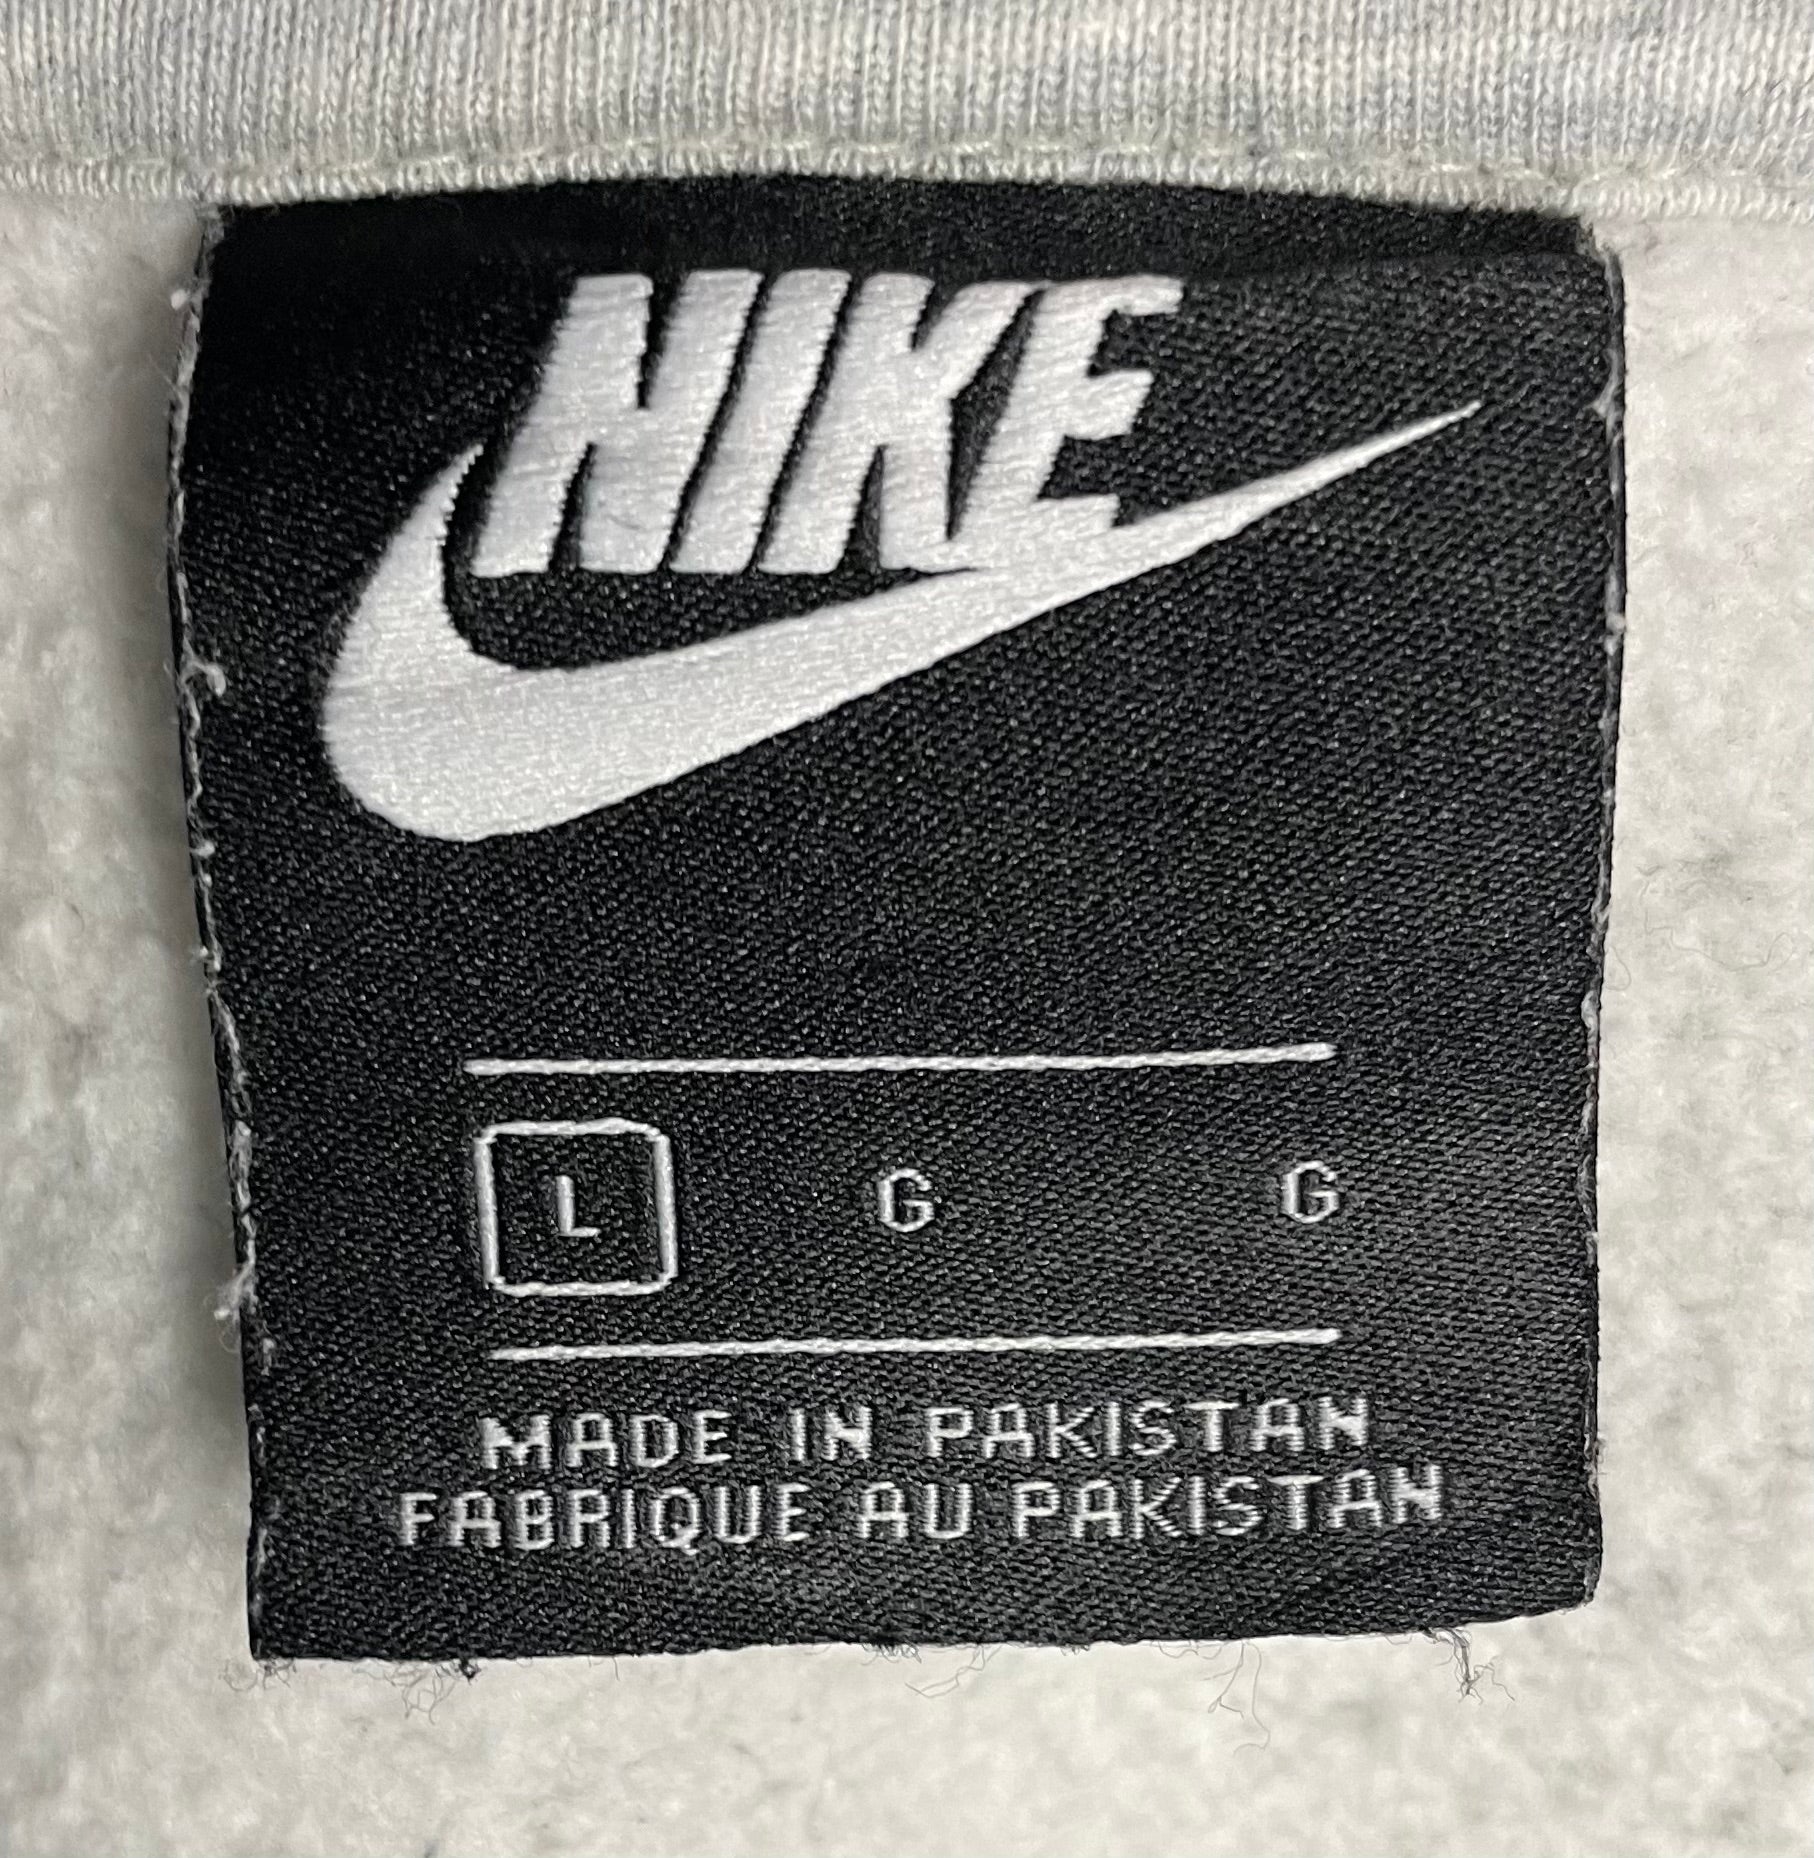 NIKE
L G G
MADE IN PAKISTAN
FABRIQUE AU PAKISTAN